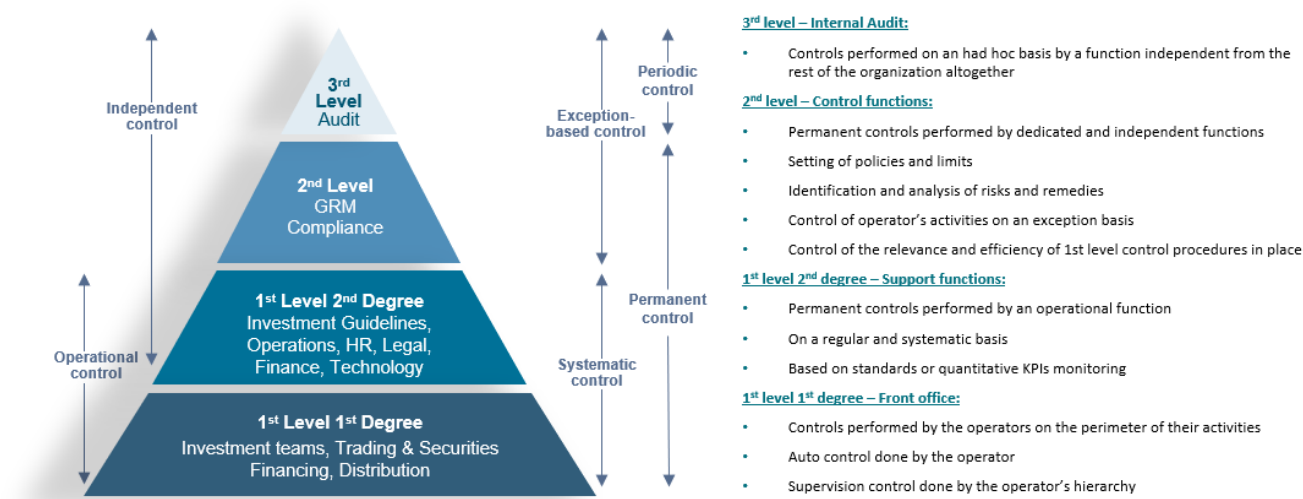 Independent
control
Operational
control
3rd
Level
Audit
2nd Level
GRM
Compliance
1st Level 2nd Degree
Investment Guidelines,
Operations, HR, Legal,
Finance, Technology
1st Level 1st Degree
Investment teams, Trading & Securities
Financing, Distribution
Exception-
based control
Systematic
control
Periodic
control
Permanent
control
3rd level – Internal Audit:
• Controls performed on an had hoc basis by a function independent from the
rest of the organization altogether
2nd level – Control functions:
• Permanent controls performed by dedicated and independent functions
• Setting of policies and limits
• Identification and analysis of risks and remedies
• Control of operator's activities on an exception basis
• Control of the relevance and efficiency of 1st level control procedures in place
1st level 2nd degree – Support functions:
• Permanent controls performed by an operational function
• On a regular and systematic basis
• Based on standards or quantitative KPIs monitoring
1st level 1st degree – Front office:
• Controls performed by the operators on the perimeter of their activities
• Auto control done by the operator
• Supervision control done by the operator's hierarchy